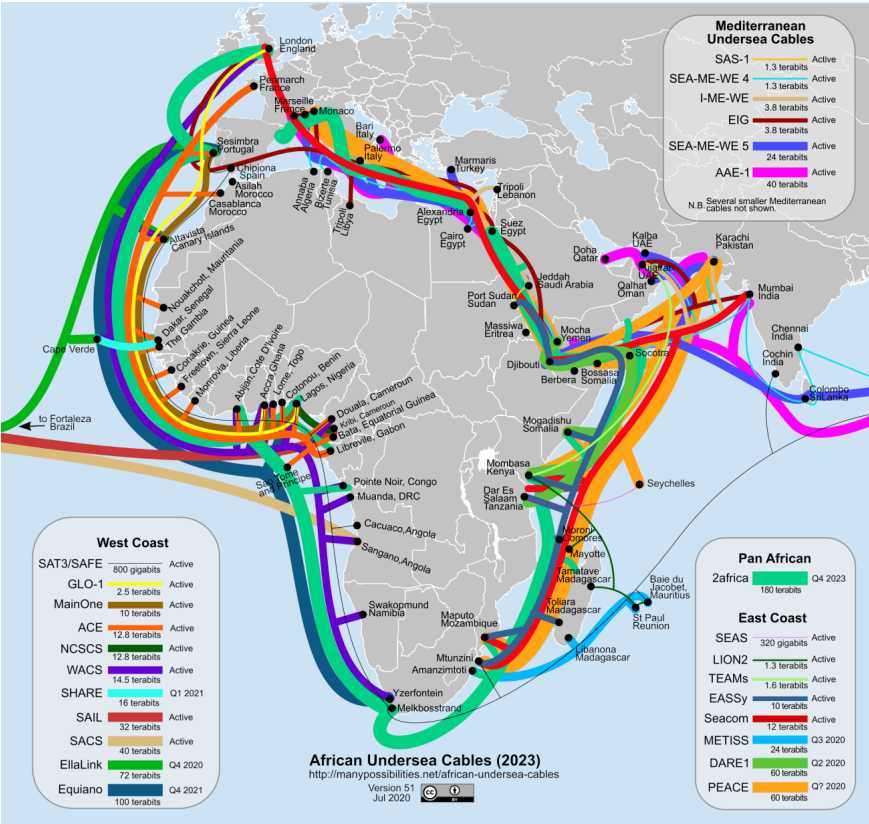 London
England
Penmarch
France
Marseille
France
Monaco
Bari
Italy
Palermo
Italy
Sesimbra
Portugal
Chipiona
Spain
Asilah
Morocco
Casablanca
Morocco
Annaba
Algeria
Bizarte
Tunisia
Tripoli
Libya
Marmaris
Turkey
Tripoli
Lebanon
Alexandria
Egypt
Cairo
Egypt
Suez
Egypt
Altavista
Canary Islands
Nouakchott, Mauritania
Dakar, Senegal
The Gambia
Cape Verde
Conakrie, Guinea
Freetown, Sierra Leone
Monrovia, Liberia
Abijan,Cote D'Ivoire
Accra,Ghana
Lome, Togo
Cotonou, Benin
Lagos, Nigeria
Douala, Cameroun
Kribi, Cameroun
Bata, Equatorial Guinea
Libreville, Gabon
Sao Tome
and Principe
to Fortaleza
Brazil
Pointe Noir, Congo
Muanda, DRC
Cacuaco,Angola
Sangano,Angola
Swakopmund
Namibia
Yzerfontein
Melkbosstrand
Jeddah
Saudi Arabia
Port Sudan
Sudan
Massiwa
Eritrea
Mocha
Yemen
Djibouti
Berbera
Bossasa
Somalia
Socotra
Doha
Qatar
Kalba
UAE
UAE
Qalhat
Oman
Karachi
Pakistan
Mumbai
India
Chennai
India
Cochin
India
Colombo
SriLanka
Mogadishu
Somalia
Mombasa
Kenya
Dar Es
Salaam
Tanzania
Seychelles
Moroni
Comores
Mayotte
Tamatave
Madagascar
Baie du
Jacobet,
Mauritius
St Paul
Reunion
Toliara
Madagascar
Libanona
Madagascar
Maputo
Mozambique
Mtunzini
Amanzimtoti
Mediterranean
Undersea Cables
SAS-1 Active
1.3 terabits
SEA-ME-WE 4 Active
1.3 terabits
I-ME-WE Active
3.8 terabits
EIG Active
3.8 terabits
SEA-ME-WE 5 Active
24 terabits
AAE-1 Active
40 terabits
N.B. Several smaller Mediterranean
cables not shown.
West Coast
SAT3/SAFE Active
800 gigabits
GLO-1 Active
2.5 terabits
MainOne Active
10 terabits
ACE Active
12.8 terabits
NCSCS Active
12.8 terabits
WACS Active
14.5 terabits
SHARE Q1 2021
16 terabits
SAIL Active
32 terabits
SACS Active
40 terabits
EllaLink Q4 2020
72 terabits
Equiano Q4 2021
100 terabits
Pan African
2africa Q4 2023
180 terabits
East Coast
SEAS Active
320 gigabits
LION2 Active
1.3 terabits
TEAMs Active
1.6 terabits
EASSy Active
10 terabits
Seacom Active
12 terabits
METISS Q3 2020
24 terabits
DARE1 Q2 2020
60 terabits
PEACE Q? 2020
60 terabits
African Undersea Cables (2023)
http://manypossibilities.net/african-undersea-cables
Version 51
Jul 2020
CC
BY